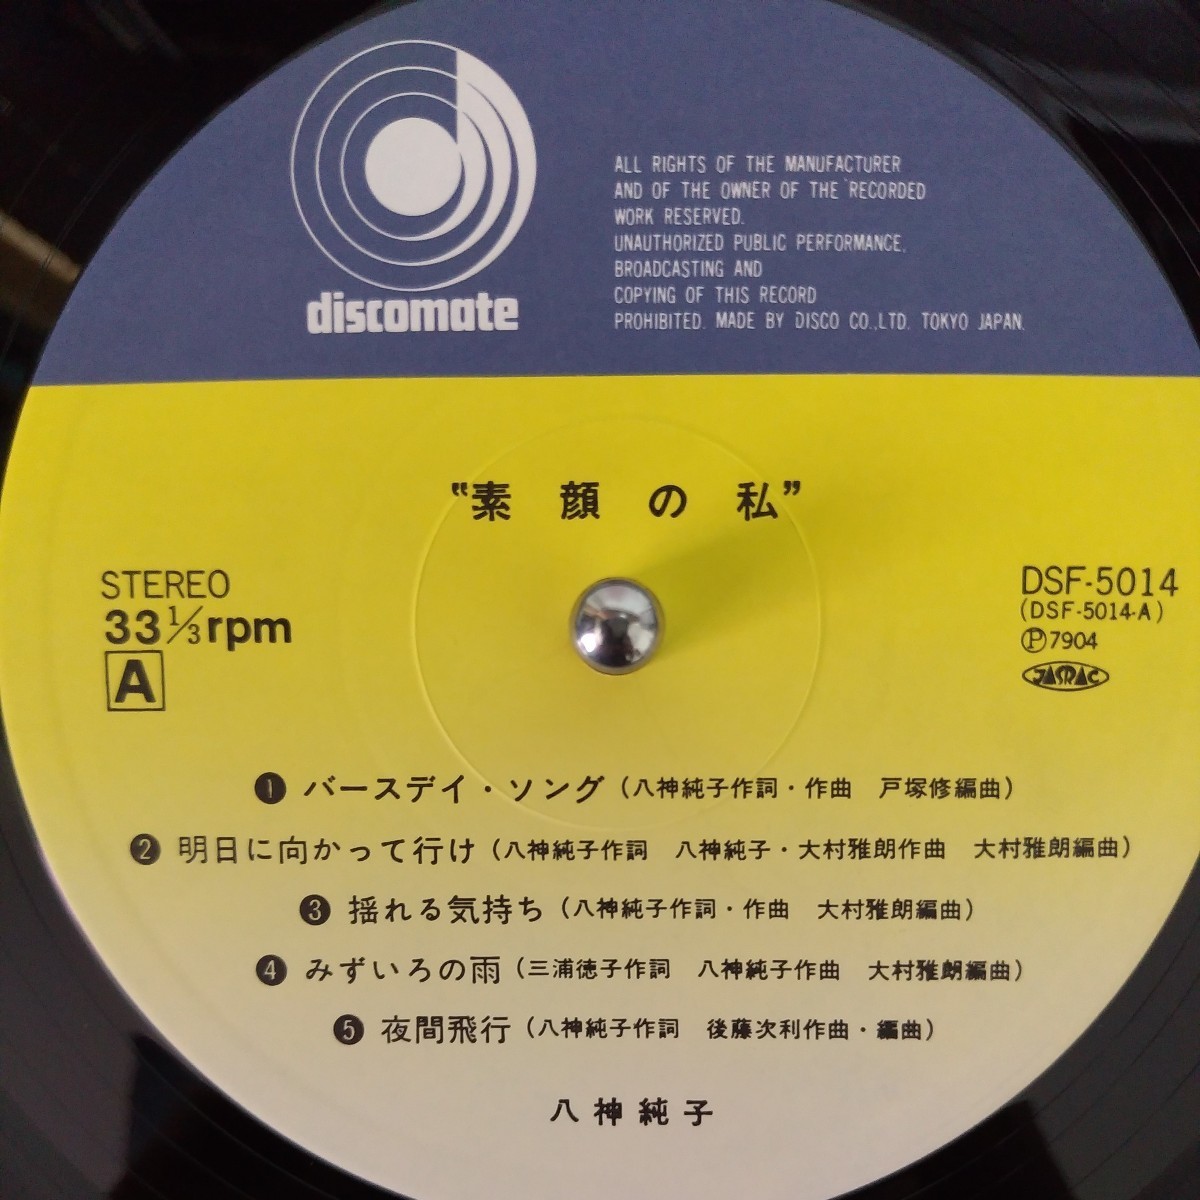 discomate
ALL RIGHTS OF THE MANUFACTURER
AND OF THE OWNER OF THE RECORDED
WORK RESERVED.
UNAUTHORIZED PUBLIC PERFORMANCE,
BROADCASTING AND
COPYING OF THIS RECORD
PROHIBITED. MADE BY DISCO CO.,LTD. TOKYO JAPAN.
“素顔の私”
STEREO
33 1/3 rpm
A
DSF-5014
(DSF-5014-A)
Ⓟ7904
JASRAC
❶ バースデイ・ソング（八神純子作詞・作曲　戸塚修編曲）
❷ 明日に向かって行け（八神純子作詞　八神純子・大村雅朗作曲　大村雅朗編曲）
❸ 揺れる気持ち（八神純子作詞・作曲　大村雅朗編曲）
❹ みずいろの雨（三浦徳子作詞　八神純子作曲　大村雅朗編曲）
❺ 夜間飛行（八神純子作詞　後藤次利作曲・編曲）
八神純子